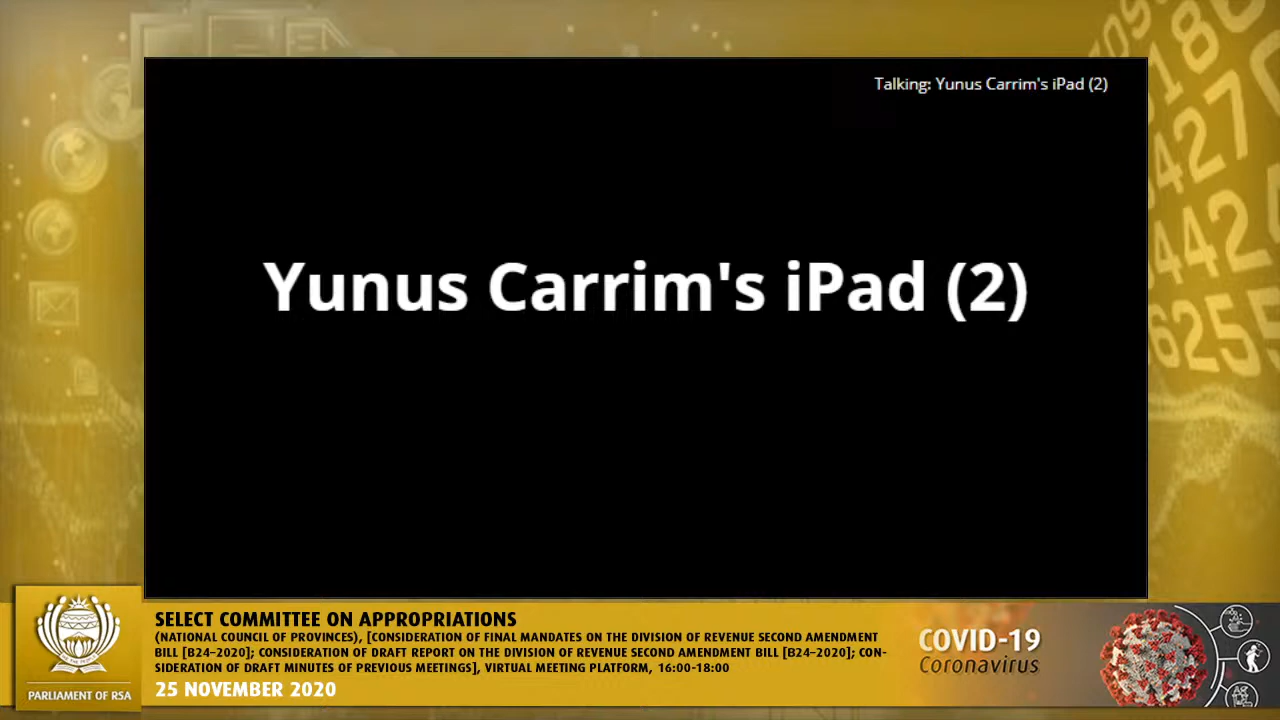 Talking: Yunus Carrim's iPad (2)
Yunus Carrim's iPad (2)
SELECT COMMITTEE ON APPROPRIATIONS
(NATIONAL COUNCIL OF PROVINCES), [CONSIDERATION OF FINAL MANDATES ON THE DIVISION OF REVENUE SECOND AMENDMENT
BILL [B24–2020]; CONSIDERATION OF DRAFT REPORT ON THE DIVISION OF REVENUE SECOND AMENDMENT BILL [B24–2020]; CON-
SIDERATION OF DRAFT MINUTES OF PREVIOUS MEETINGS], VIRTUAL MEETING PLATFORM, 16:00-18:00
25 NOVEMBER 2020
PARLIAMENT OF RSA
COVID-19
Coronavirus